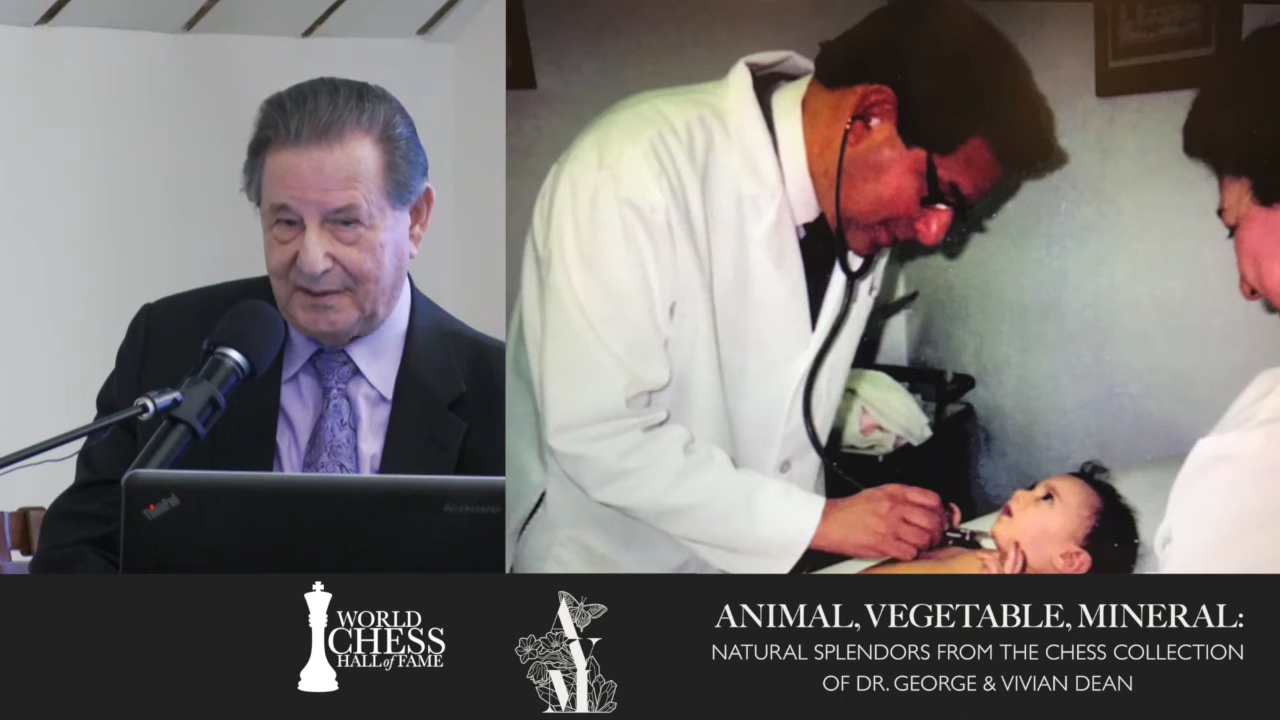 ThinkPad
lenovo
WORLD
CHESS
HALL of FAME
AVM
ANIMAL, VEGETABLE, MINERAL:
NATURAL SPLENDORS FROM THE CHESS COLLECTION
OF DR. GEORGE & VIVIAN DEAN